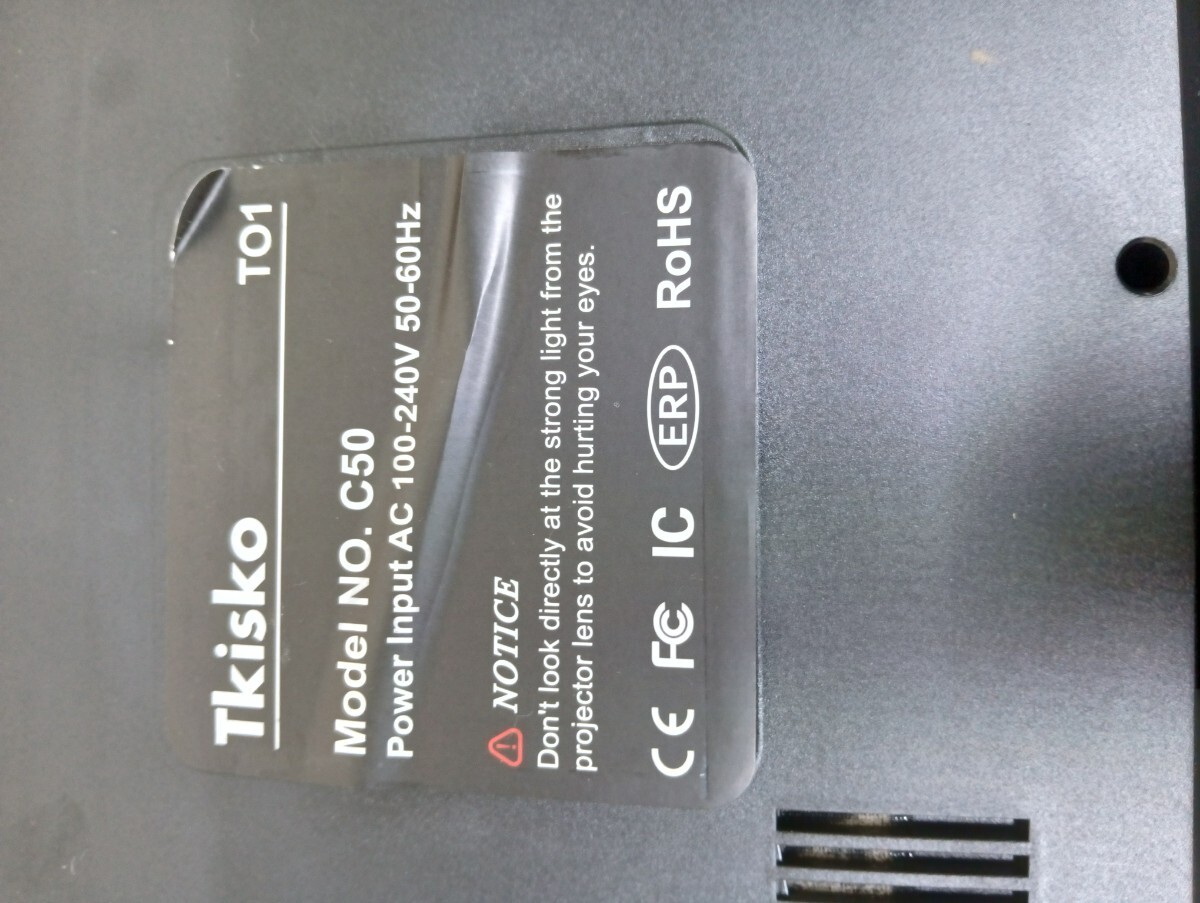 Tkisko TO1
Model NO. C50
Power Input AC 100-240V 50-60Hz
NOTICE
Don't look directly at the strong light from the
projector lens to avoid hurting your eyes.
CE FC IC ERP RoHS